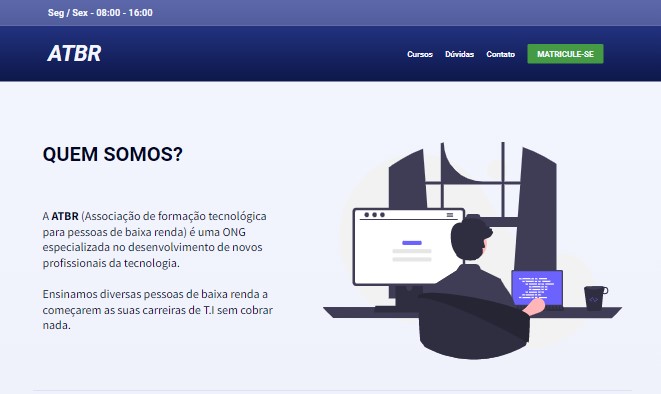 Seg / Sex - 08:00 - 16:00
ATBR
Cursos Dúvidas Contato MATRICULE-SE
QUEM SOMOS?
A ATBR (Associação de formação tecnológica
para pessoas de baixa renda) é uma ONG
especializada no desenvolvimento de novos
profissionais da tecnologia.
Ensinamos diversas pessoas de baixa renda a
começarem as suas carreiras de T.I sem cobrar
nada.